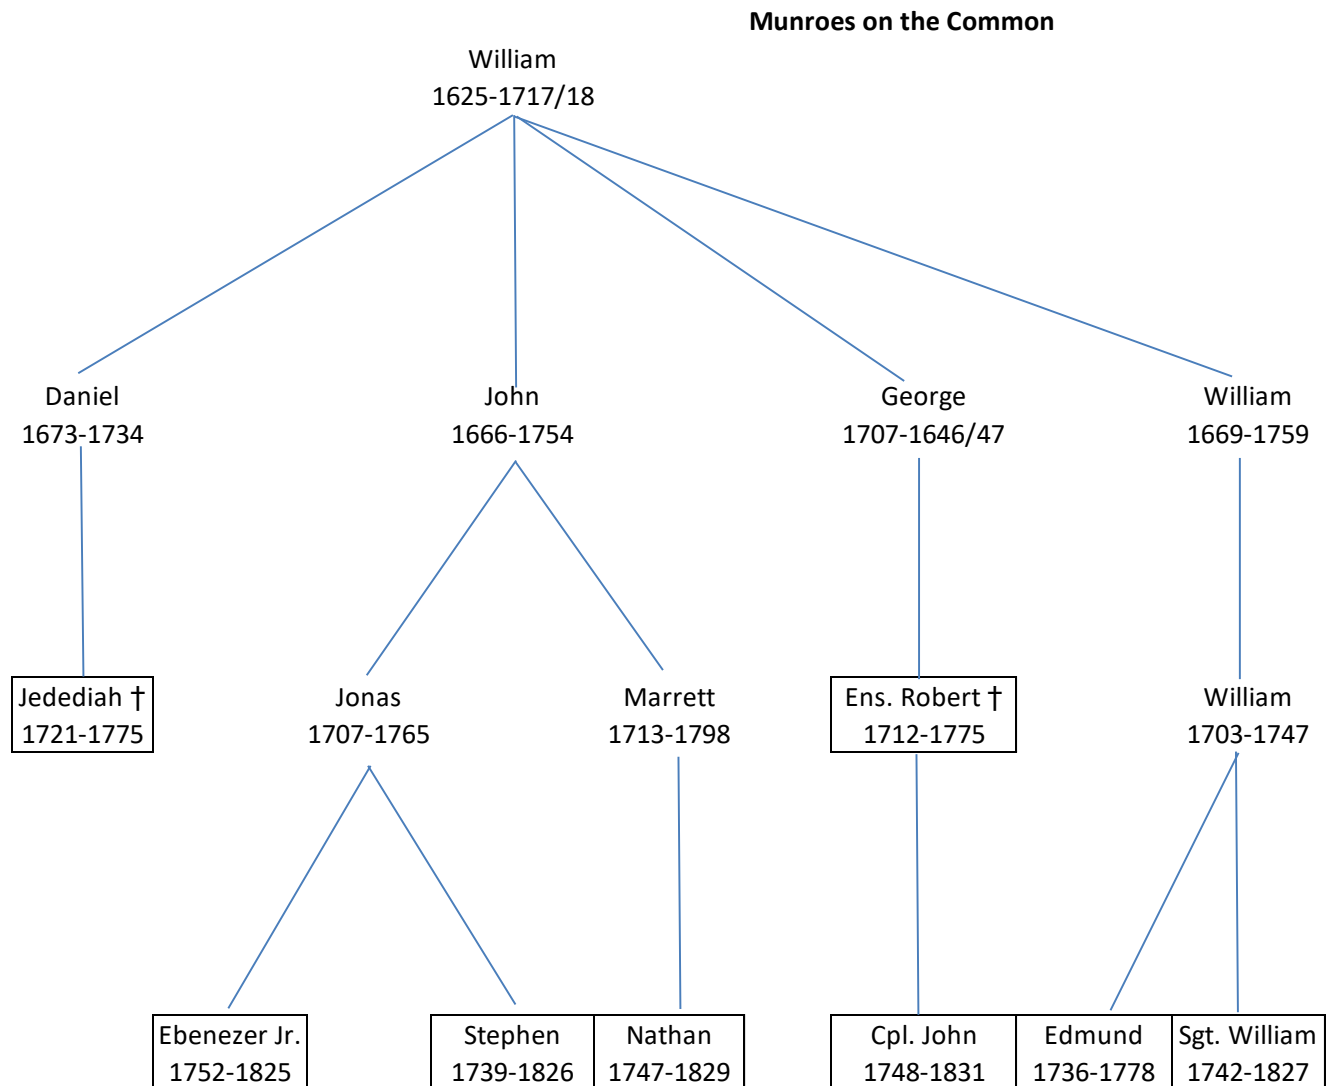 Munroes on the Common
William
1625-1717/18
Daniel
1673-1734
John
1666-1754
George
1707-1646/47
William
1669-1759
Jedediah †
1721-1775
Jonas
1707-1765
Marrett
1713-1798
Ens. Robert †
1712-1775
William
1703-1747
Ebenezer Jr.
1752-1825
Stephen
1739-1826
Nathan
1747-1829
Cpl. John
1748-1831
Edmund
1736-1778
Sgt. William
1742-1827